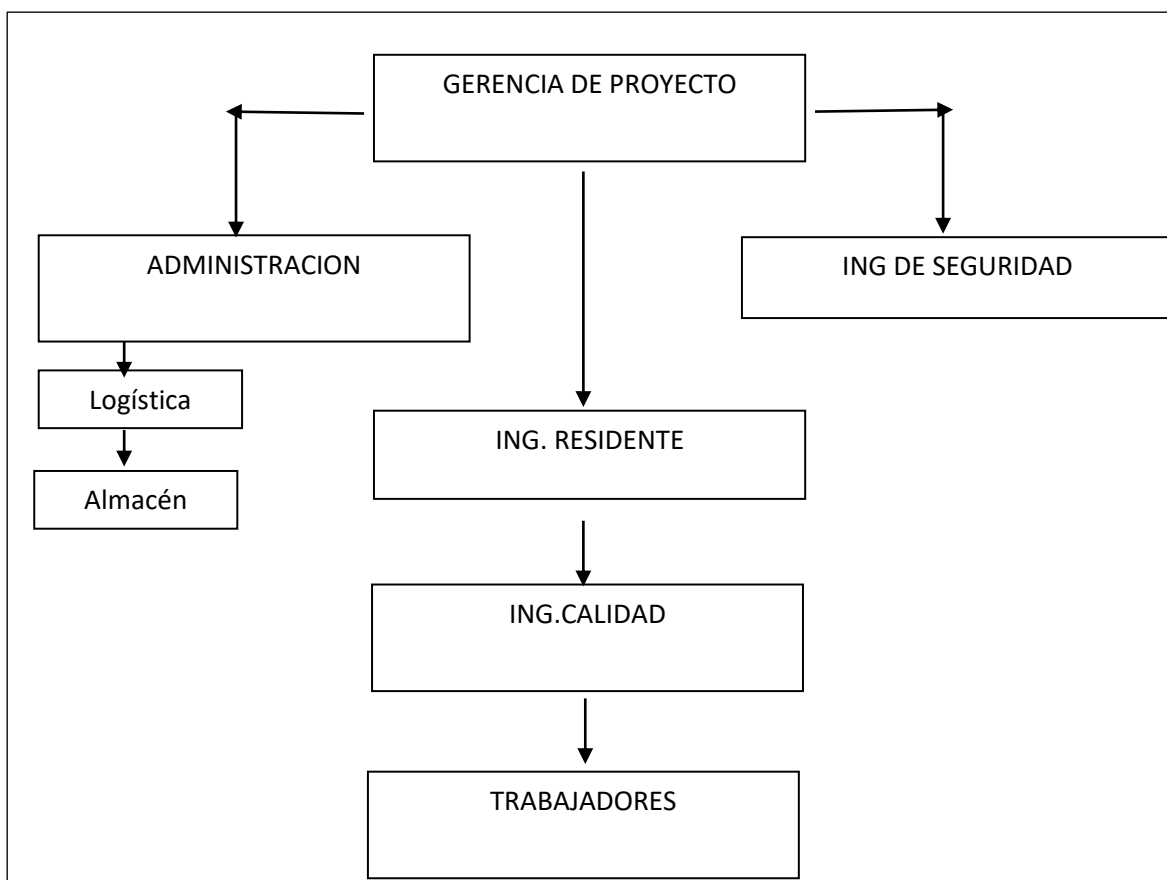 GERENCIA DE PROYECTO
ADMINISTRACION
ING DE SEGURIDAD
Logística
Almacén
ING. RESIDENTE
ING.CALIDAD
TRABAJADORES